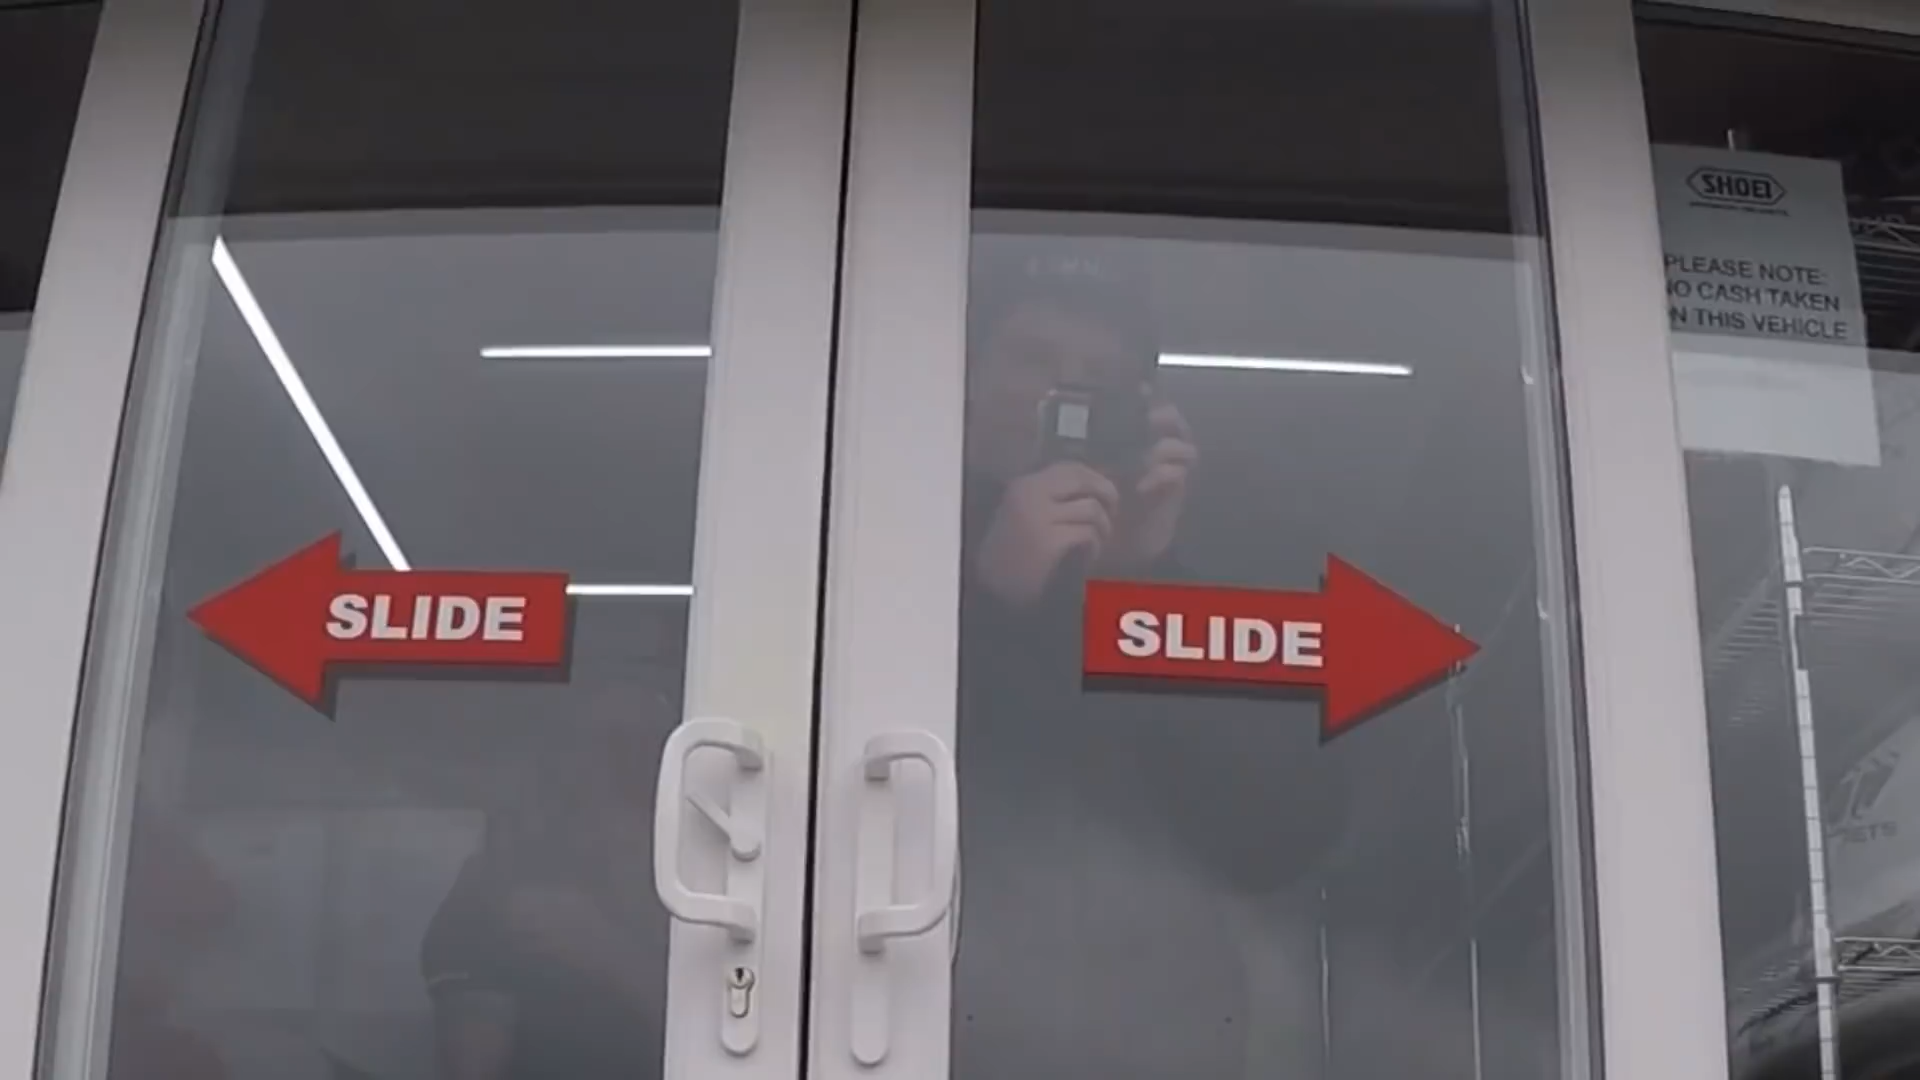 SLIDE
SLIDE
SHOEI
PLEASE NOTE:
NO CASH TAKEN
ON THIS VEHICLE